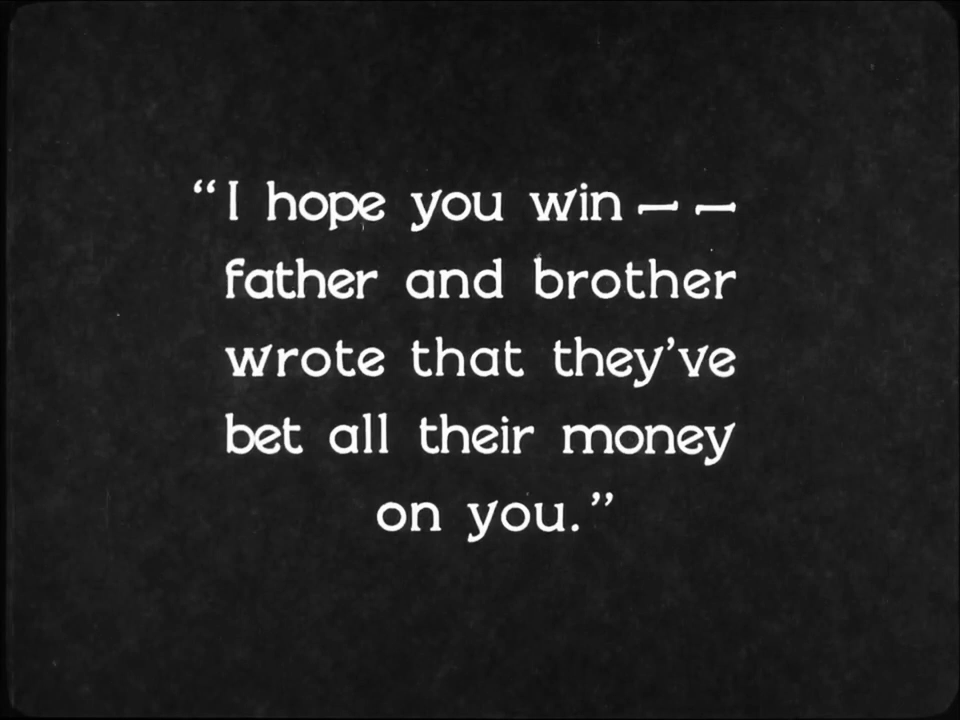 “I hope you win — —
father and brother
wrote that they’ve
bet all their money
on you.”